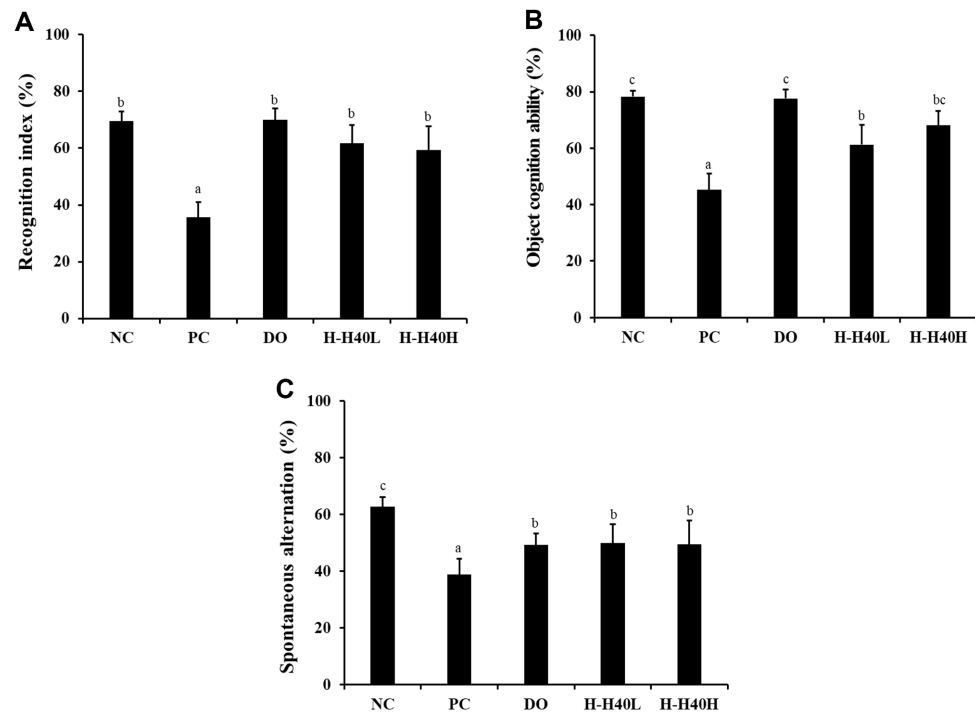 A
Recognition index (%)
100
80
60
40
20
0
b
a
b
b
b
NC PC DO H-H40L H-H40H
B
Object cognition ability (%)
100
80
60
40
20
0
c
a
c
b
bc
NC PC DO H-H40L H-H40H
C
Spontaneous alternation (%)
100
80
60
40
20
0
c
a
b
b
b
NC PC DO H-H40L H-H40H